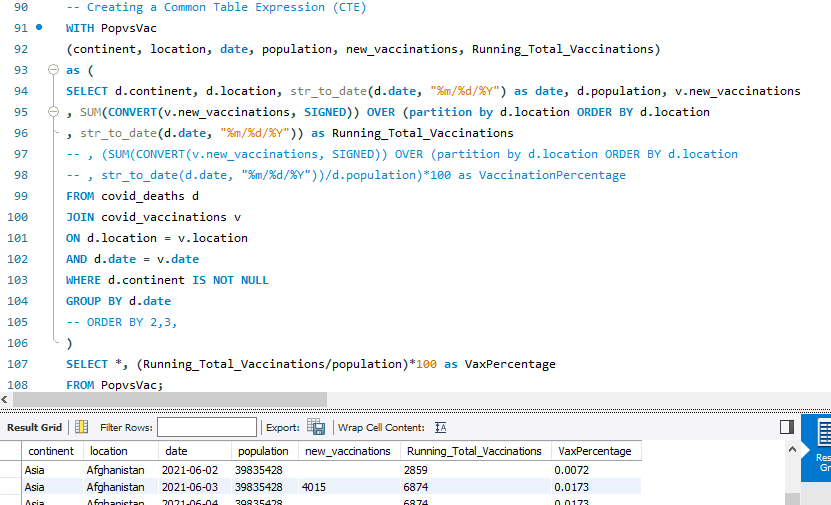 90 -- Creating a Common Table Expression (CTE)
91 WITH PopvsVac
92 (continent, location, date, population, new_vaccinations, Running_Total_Vaccinations)
93 as (
94 SELECT d.continent, d.location, str_to_date(d.date, "%m/%d/%Y") as date, d.population, v.new_vaccinations
95 , SUM(CONVERT(v.new_vaccinations, SIGNED)) OVER (partition by d.location ORDER BY d.location
96 , str_to_date(d.date, "%m/%d/%Y")) as Running_Total_Vaccinations
97 -- , (SUM(CONVERT(v.new_vaccinations, SIGNED)) OVER (partition by d.location ORDER BY d.location
98 -- , str_to_date(d.date, "%m/%d/%Y"))/d.population)*100 as VaccinationPercentage
99 FROM covid_deaths d
100 JOIN covid_vaccinations v
101 ON d.location = v.location
102 AND d.date = v.date
103 WHERE d.continent IS NOT NULL
104 GROUP BY d.date
105 -- ORDER BY 2,3,
106 )
107 SELECT *, (Running_Total_Vaccinations/population)*100 as VaxPercentage
108 FROM PopvsVac;
Result Grid Filter Rows: Export: Wrap Cell Content: IA
continent location date population new_vaccinations Running_Total_Vaccinations VaxPercentage
Asia Afghanistan 2021-06-02 39835428 2859 0.0072
Asia Afghanistan 2021-06-03 39835428 4015 6874 0.0173
Asia Afghanistan 2021-06-04 39835428 6874 0.0173
Res
Gr